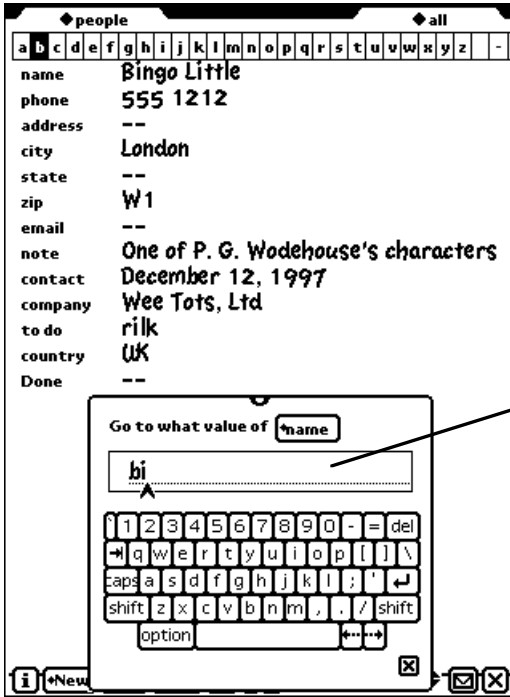 people all
a b c d e f g h i j k l m n o p q r s t u v w x y z -
name Bingo Little
phone 555 1212
address --
city London
state --
zip W1
email --
note One of P. G. Wodehouse's characters
contact December 12, 1997
company Wee Tots, Ltd
to do rilk
country UK
Done --
Go to what value of name
bi
` 1 2 3 4 5 6 7 8 9 0 - = del
q w e r t y u i o p [ ] \
caps a s d f g h j k l ; '
shift z x c v b n m , . / shift
option
i New X